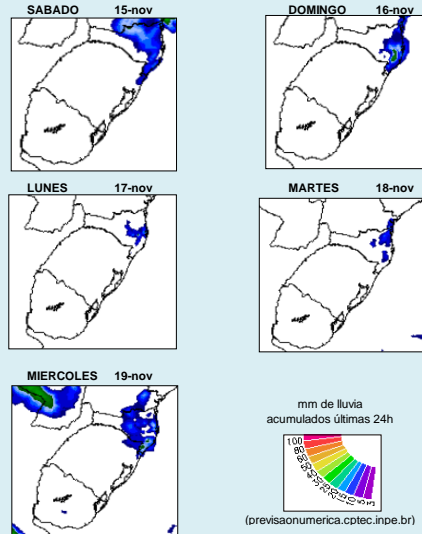 SABADO 15-nov
DOMINGO 16-nov
LUNES 17-nov
MARTES 18-nov
MIERCOLES 19-nov
mm de lluvia
acumulados últimas 24h
100
(previsaonumerica.cptec.inpe.br)